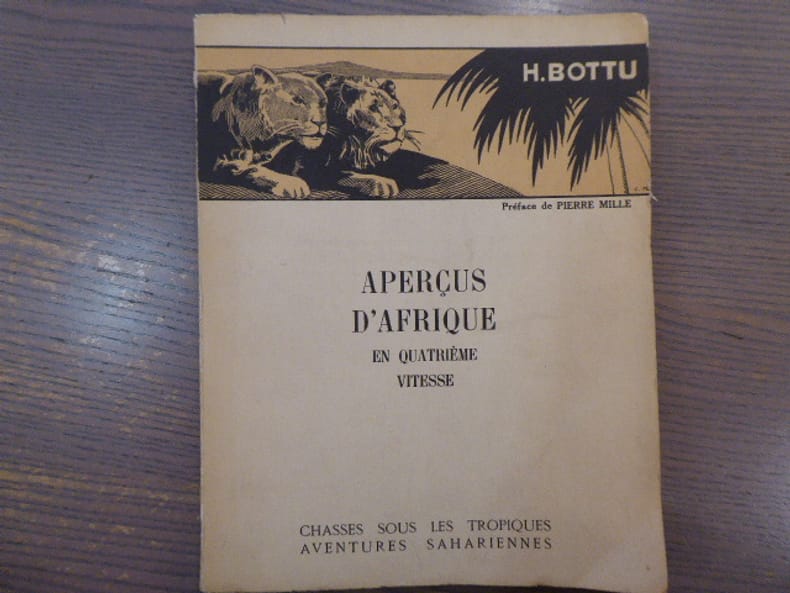 H.BOTTU
Préface de PIERRE MILLE
APERÇUS
D'AFRIQUE
EN QUATRIÈME
VITESSE
CHASSES SOUS LES TROPIQUES
AVENTURES SAHARIENNES